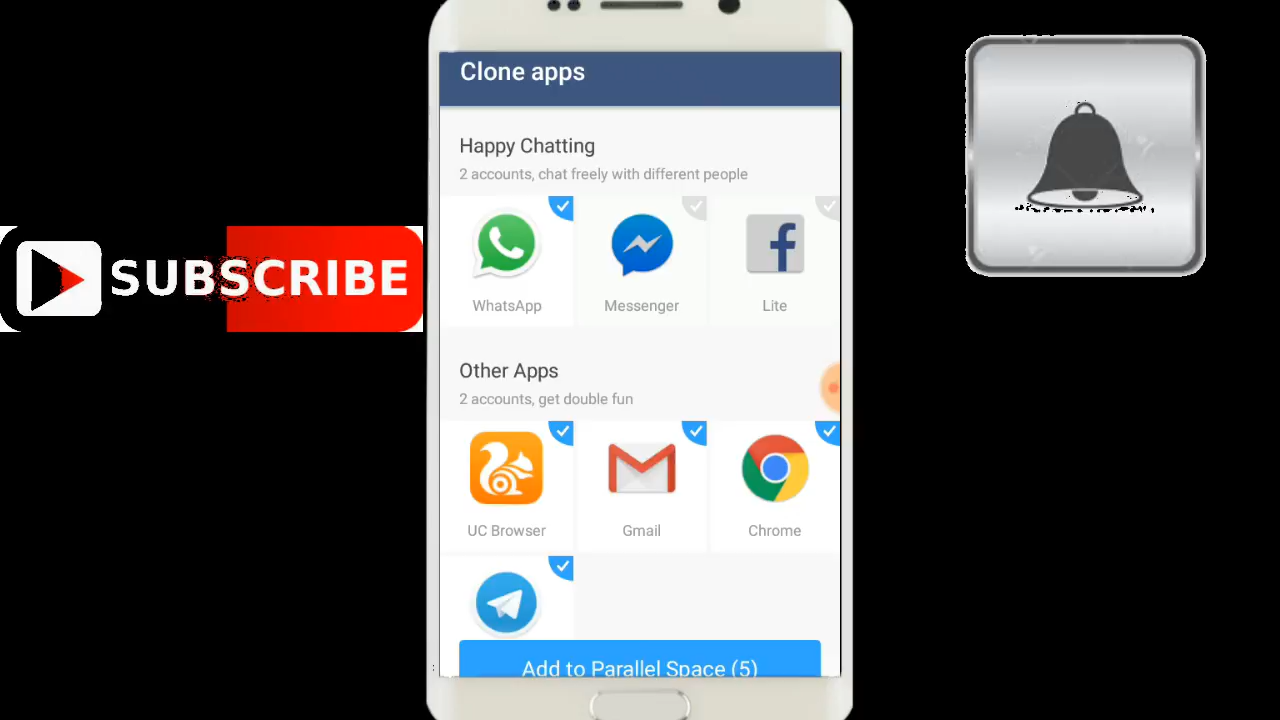 Clone apps
Happy Chatting
2 accounts, chat freely with different people
WhatsApp
Messenger
Lite
SUBSCRIBE
Other Apps
2 accounts, get double fun
UC Browser
Gmail
Chrome
Add to Parallel Space (5)